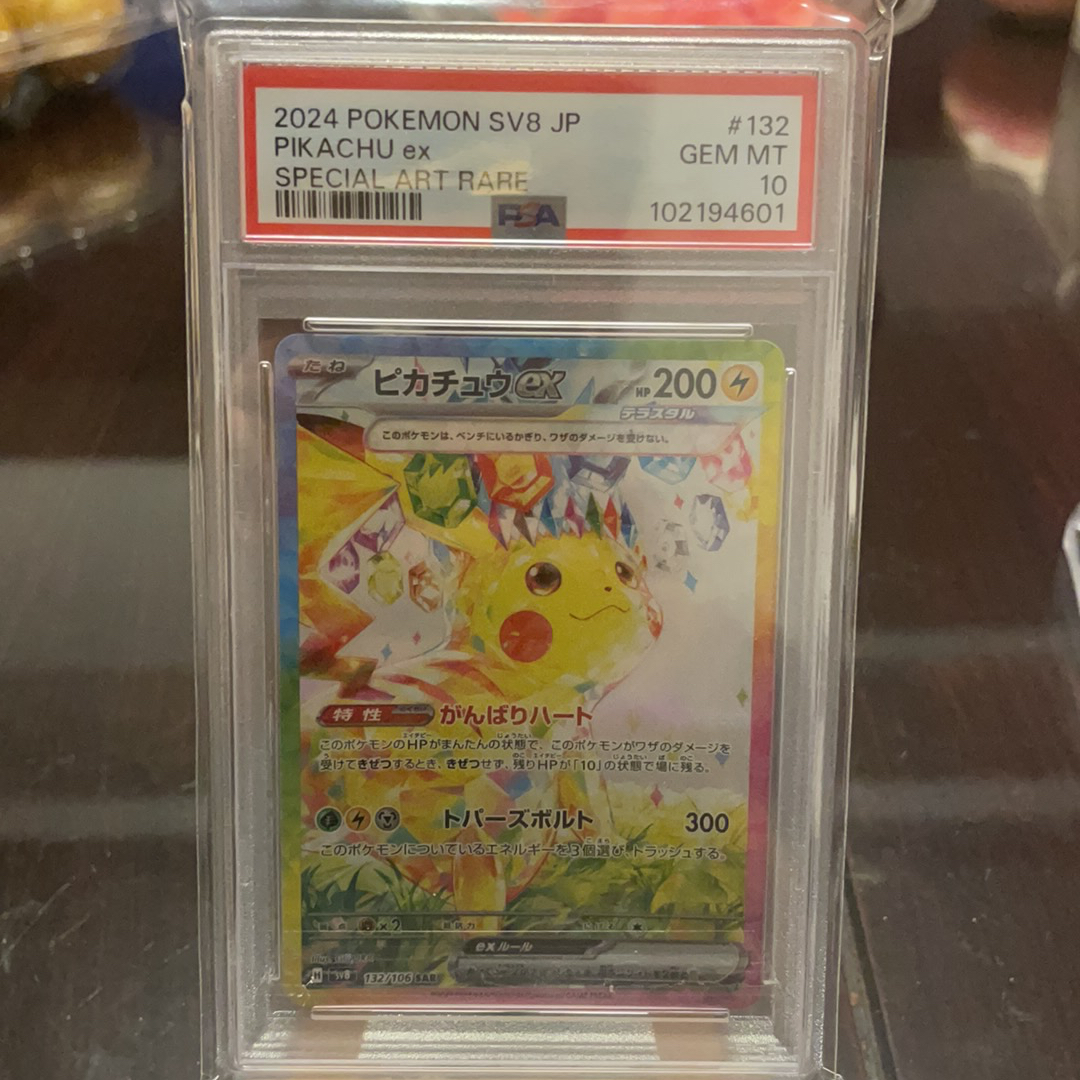 2024 POKEMON SV8 JP #132
PIKACHU ex GEM MT
SPECIAL ART RARE 10
PSA 102194601
たね ピカチュウex HP200
テラスタル
このポケモンは、ベンチにいるかぎり、ワザのダメージを受けない。
特性 がんばりハート
このポケモンのHPがまんたんの状態で、このポケモンがワザのダメージを
受けてきぜつするとき、きぜつせず、残りHPが「10」の状態で場に残る。
トパーズボルト 300
このポケモンについているエネルギーを3個選び、トラッシュする。
×2
exルール
H SV8 132/106 SAR